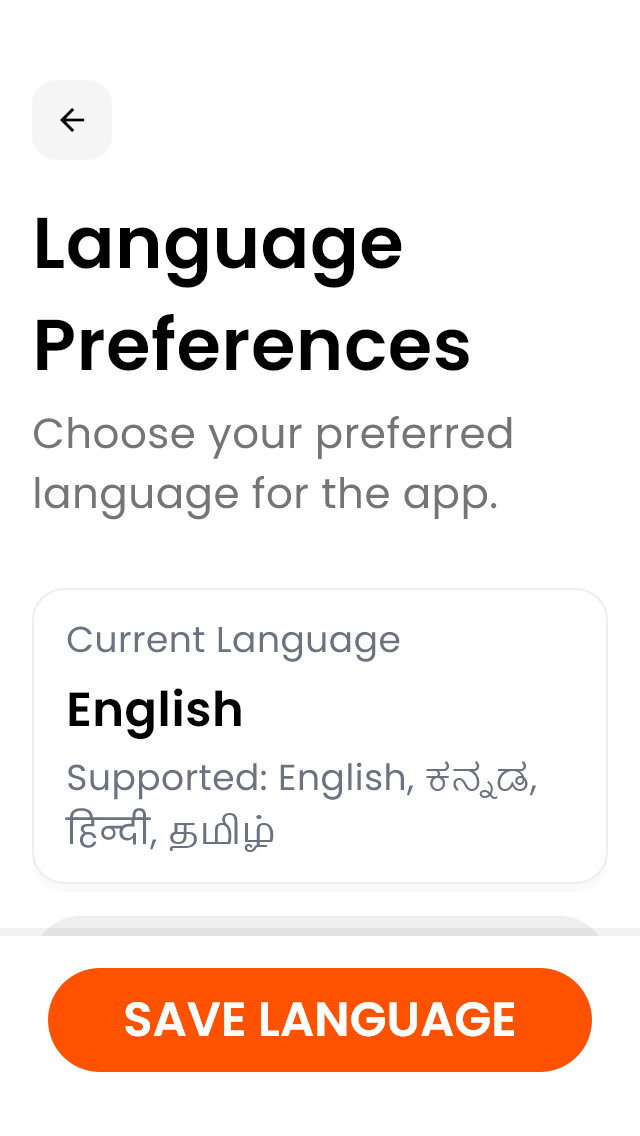 Language
Preferences
Choose your preferred
language for the app.
Current Language
English
Supported: English, ಕನ್ನಡ,
हिन्दी, தமிழ்
SAVE LANGUAGE